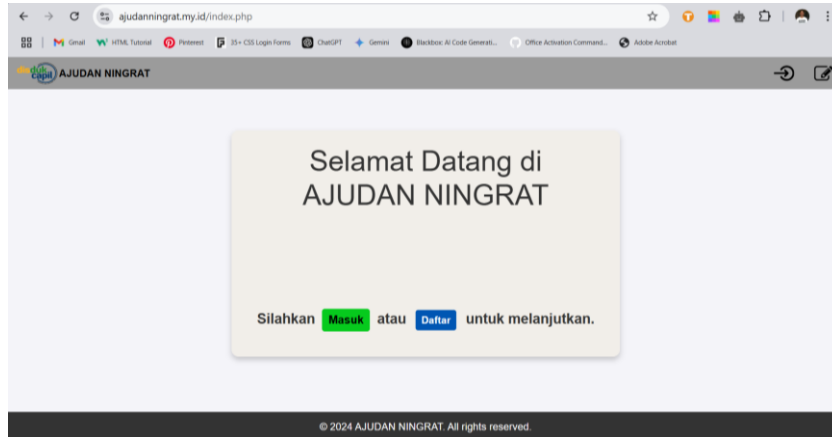 ajudanningrat.my.id/index.php
Gmail HTML Tutorial Pinterest 35+ CSS Login Forms ChatGPT Gemini Blackbox: AI Code Generati... Office Activation Command... Adobe Acrobat
dukcapil AJUDAN NINGRAT
Selamat Datang di
AJUDAN NINGRAT
Silahkan Masuk atau Daftar untuk melanjutkan.
© 2024 AJUDAN NINGRAT. All rights reserved.